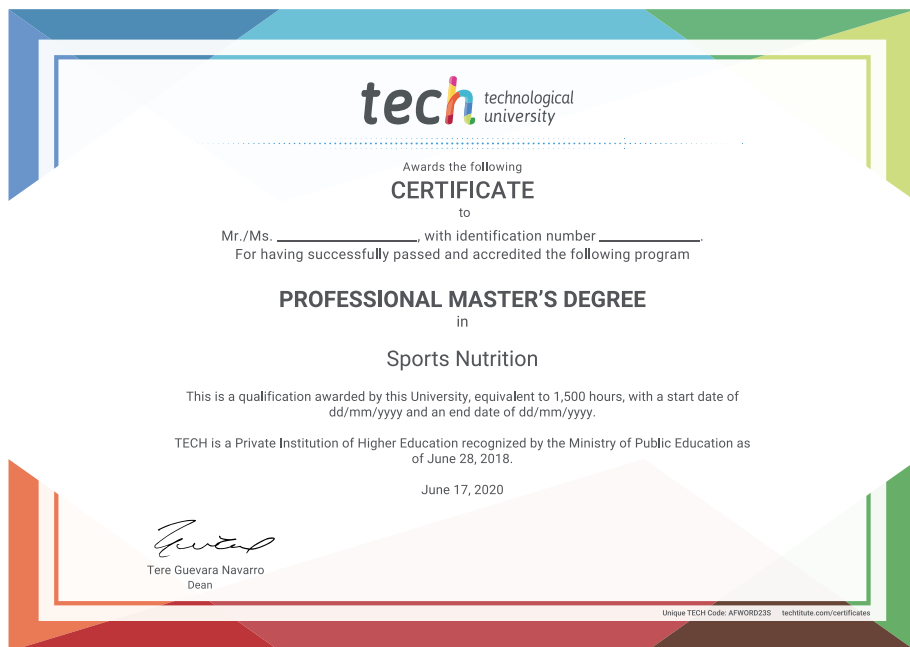 tech technological
university
Awards the following
CERTIFICATE
to
Mr./Ms. ____________________, with identification number ______________.
For having successfully passed and accredited the following program
PROFESSIONAL MASTER'S DEGREE
in
Sports Nutrition
This is a qualification awarded by this University, equivalent to 1,500 hours, with a start date of
dd/mm/yyyy and an end date of dd/mm/yyyy.
TECH is a Private Institution of Higher Education recognized by the Ministry of Public Education as
of June 28, 2018.
June 17, 2020
Tere Guevara Navarro
Dean
Unique TECH Code: AFWORD23S techtitute.com/certificates